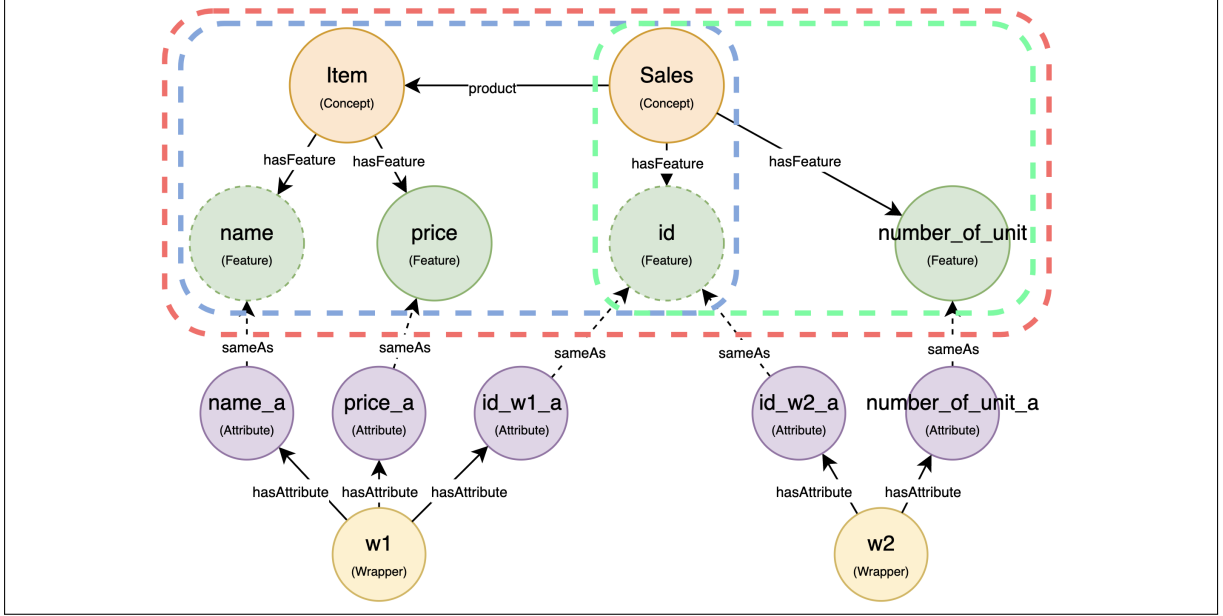 Item
(Concept)
product
Sales
(Concept)
hasFeature
hasFeature
hasFeature
hasFeature
name
(Feature)
price
(Feature)
id
(Feature)
number_of_unit
(Feature)
sameAs
sameAs
sameAs
sameAs
sameAs
name_a
(Attribute)
price_a
(Attribute)
id_w1_a
(Attribute)
id_w2_a
(Attribute)
number_of_unit_a
(Attribute)
hasAttribute
hasAttribute
hasAttribute
hasAttribute
hasAttribute
w1
(Wrapper)
w2
(Wrapper)